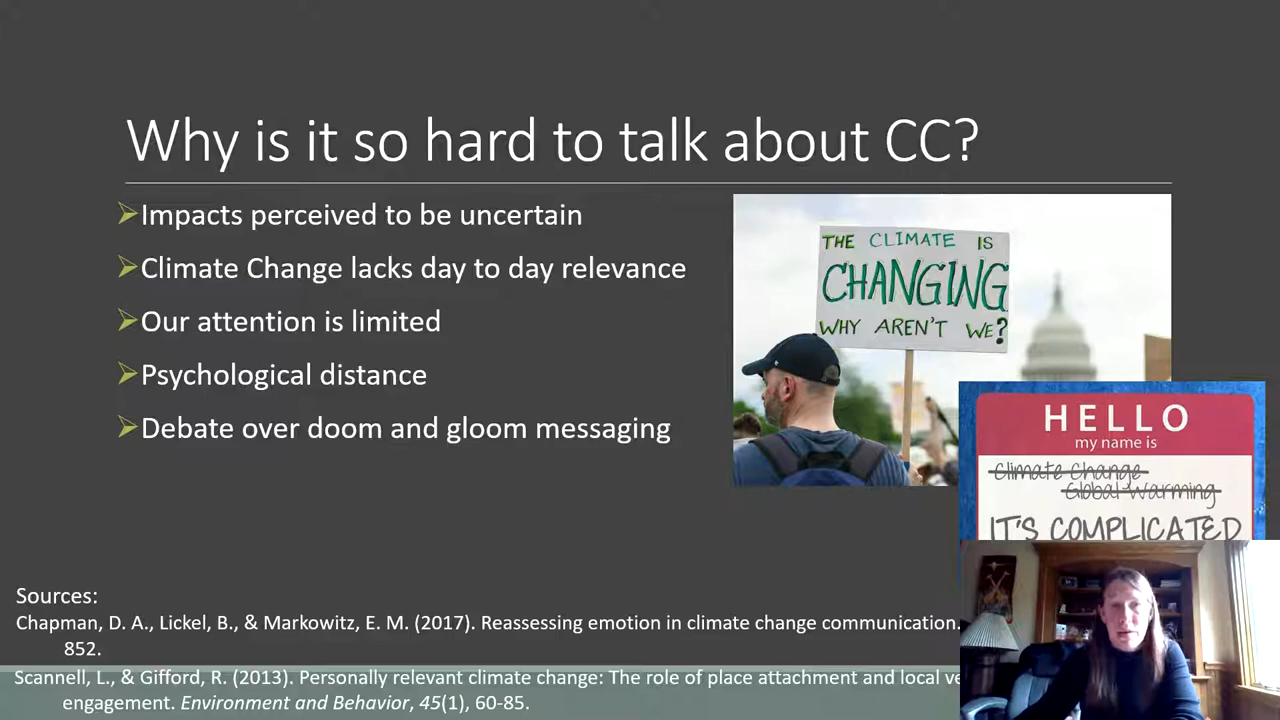 Why is it so hard to talk about CC?
Impacts perceived to be uncertain
Climate Change lacks day to day relevance
Our attention is limited
Psychological distance
Debate over doom and gloom messaging
THE CLIMATE IS
CHANGING
WHY AREN'T WE?
HELLO
my name is
Climate Change
Global Warming
IT'S COMPLICATED
Sources:
Chapman, D. A., Lickel, B., & Markowitz, E. M. (2017). Reassessing emotion in climate change communication.
852.
Scannell, L., & Gifford, R. (2013). Personally relevant climate change: The role of place attachment and local ve
engagement. Environment and Behavior, 45(1), 60-85.